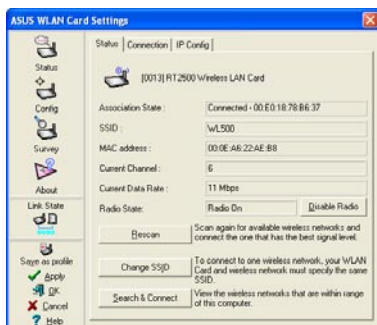 ASUS WLAN Card Settings
Status
Config
Survey
About
Link State
Save as profile
Apply
OK
Cancel
Help
Status Connection IP Config
[0013] RT2500 Wireless LAN Card
Association State : Connected - 00:E0:18:78:B6:37
SSID : WL500
MAC address : 00:0E:A6:22:AE:B8
Current Channel : 6
Current Data Rate : 11 Mbps
Radio State: Radio On Disable Radio
Rescan Scan again for available wireless networks and
connect the one that has the best signal level.
Change SSID To connect to one wireless network, your WLAN
Card and wireless network must specify the same
SSID.
Search & Connect View the wireless networks that are within range
of this computer.